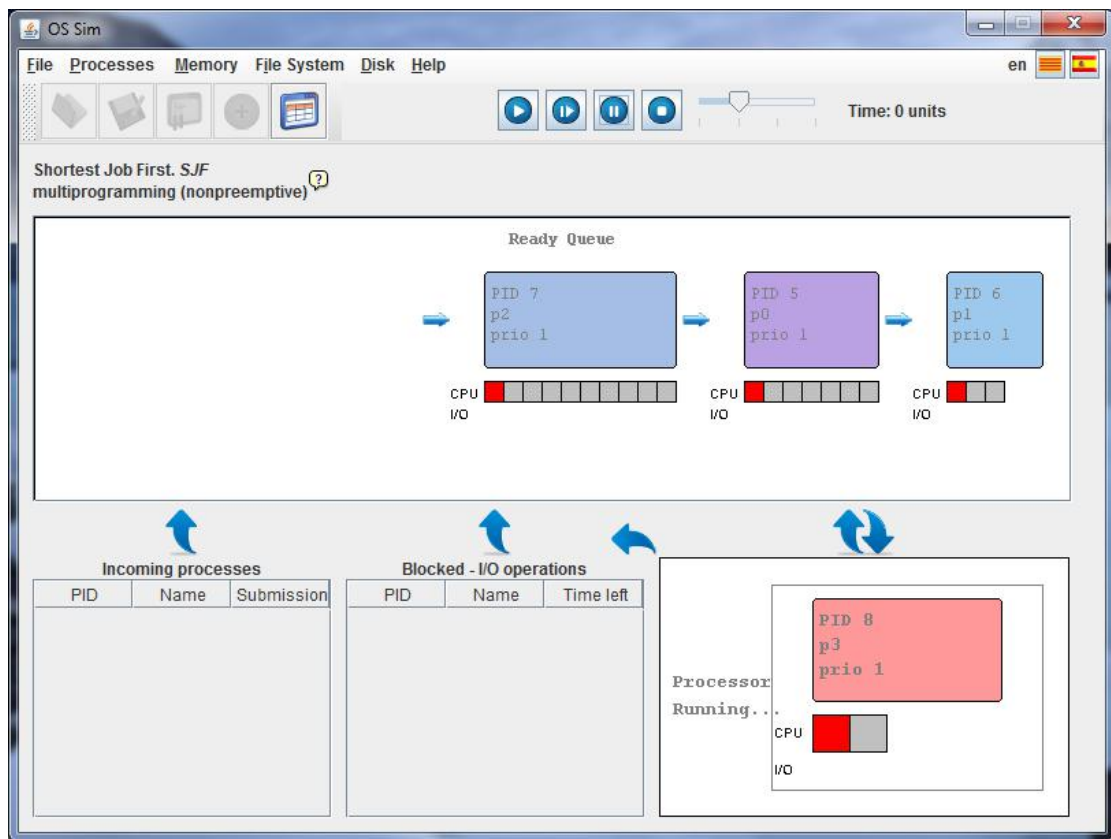 OS Sim
File Processes Memory File System Disk Help en
Time: 0 units
Shortest Job First. SJF
multiprogramming (nonpreemptive) ?
Ready Queue
PID 7
p2
prio 1
CPU
I/O
PID 5
p0
prio 1
CPU
I/O
PID 6
p1
prio 1
CPU
I/O
Incoming processes
PID Name Submission
Blocked - I/O operations
PID Name Time left
Processor
Running...
PID 8
p3
prio 1
CPU
I/O